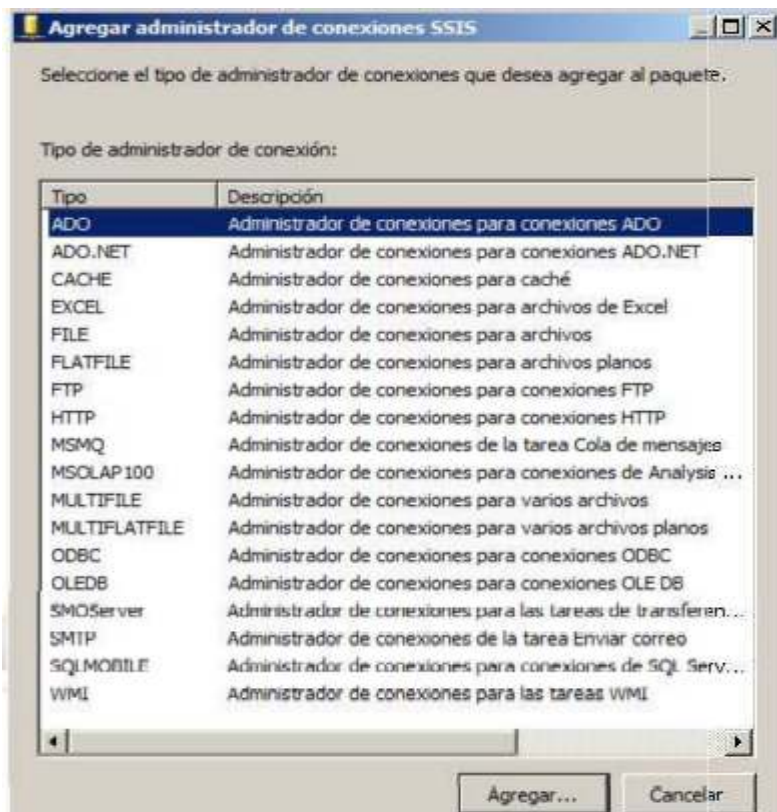 Agregar administrador de conexiones SSIS
Seleccione el tipo de administrador de conexiones que desea agregar al paquete.
Tipo de administrador de conexión:
Tipo Descripción
ADO Administrador de conexiones para conexiones ADO
ADO.NET Administrador de conexiones para conexiones ADO.NET
CACHE Administrador de conexiones para caché
EXCEL Administrador de conexiones para archivos de Excel
FILE Administrador de conexiones para archivos
FLATFILE Administrador de conexiones para archivos planos
FTP Administrador de conexiones para conexiones FTP
HTTP Administrador de conexiones para conexiones HTTP
MSMQ Administrador de conexiones de la tarea Cola de mensajes
MSOLAP100 Administrador de conexiones para conexiones de Analysis ...
MULTIFILE Administrador de conexiones para varios archivos
MULTIFLATFILE Administrador de conexiones para varios archivos planos
ODBC Administrador de conexiones para conexiones ODBC
OLEDB Administrador de conexiones para conexiones OLE DB
SMOServer Administrador de conexiones para las tareas de transferen...
SMTP Administrador de conexiones de la tarea Enviar correo
SQLMOBILE Administrador de conexiones para conexiones de SQL Serv...
WMI Administrador de conexiones para las tareas WMI
Agregar... Cancelar